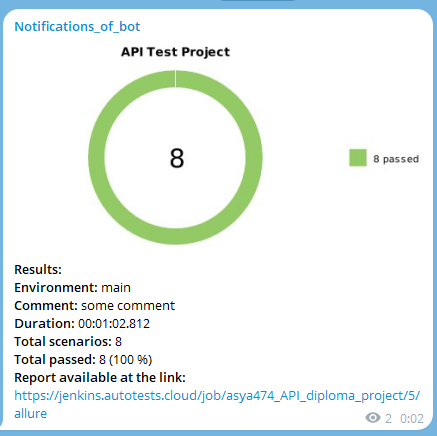 Notifications_of_bot
API Test Project
8
8 passed
Results:
Environment: main
Comment: some comment
Duration: 00:01:02.812
Total scenarios: 8
Total passed: 8 (100 %)
Report available at the link:
https://jenkins.autotests.cloud/job/asya474_API_diploma_project/5/
allure
2 0:02